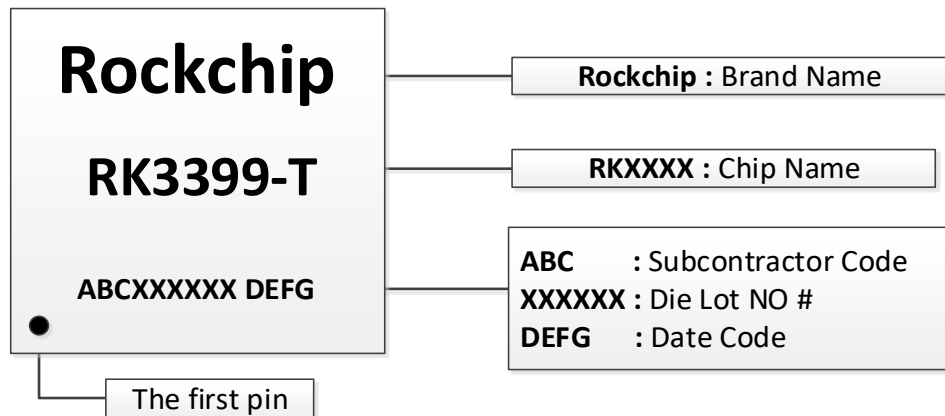 Rockchip
RK3399-T
ABCXXXXXX DEFG
The first pin
Rockchip : Brand Name
RKXXXX : Chip Name
ABC : Subcontractor Code
XXXXXX : Die Lot NO #
DEFG : Date Code